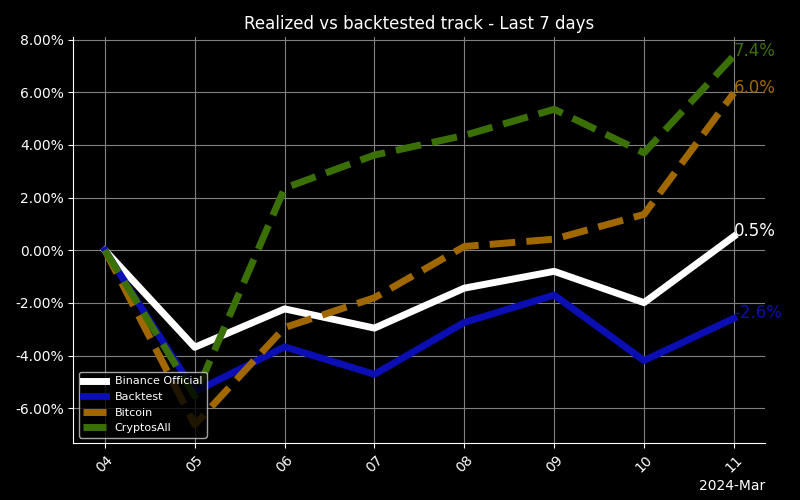 Realized vs backtested track - Last 7 days
8.00%
6.00%
4.00%
2.00%
0.00%
-2.00%
-4.00%
-6.00%
7.4%
6.0%
0.5%
-2.6%
Binance Official
Backtest
Bitcoin
CryptosAll
04 05 06 07 08 09 10 11
2024-Mar